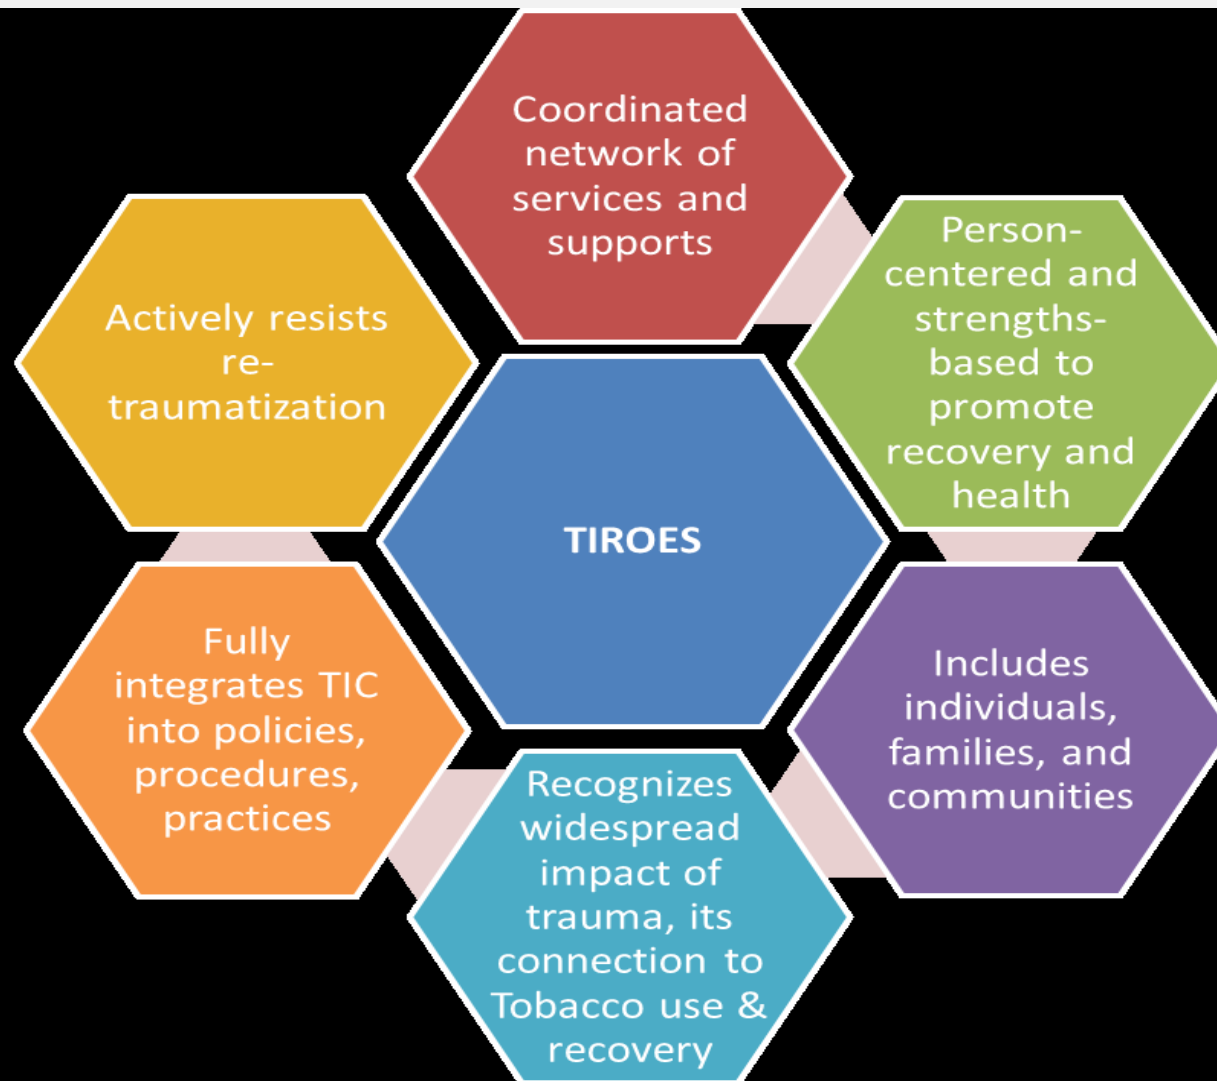 Coordinated
network of
services and
supports
Person-
centered and
strengths-
based to
promote
recovery and
health
Actively resists
re-
traumatization
TIROES
Fully
integrates TIC
into policies,
procedures,
practices
Includes
individuals,
families, and
communities
Recognizes
widespread
impact of
trauma, its
connection to
Tobacco use &
recovery